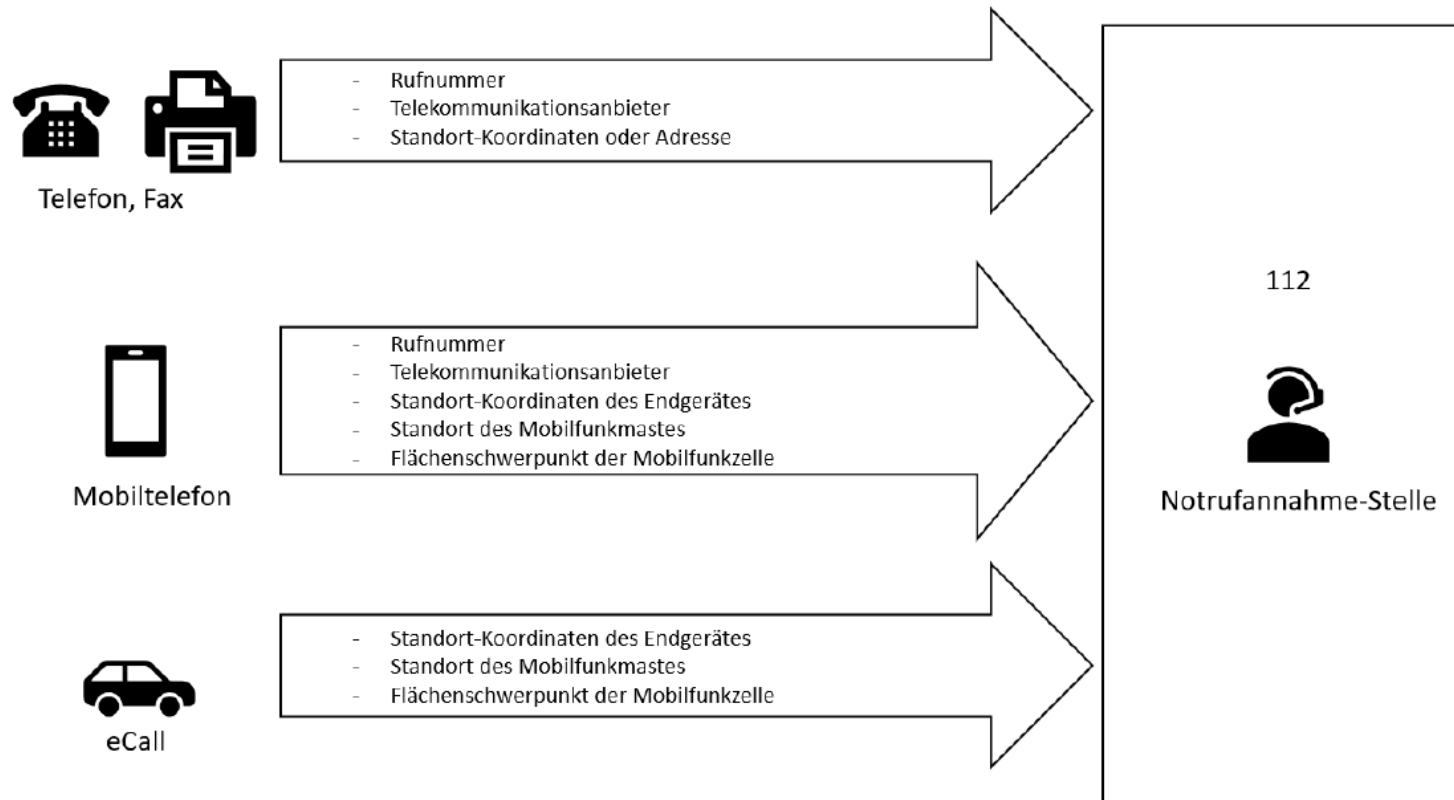 - Rufnummer
- Telekommunikationsanbieter
- Standort-Koordinaten oder Adresse
Telefon, Fax
- Rufnummer
- Telekommunikationsanbieter
- Standort-Koordinaten des Endgerätes
- Standort des Mobilfunkmastes
- Flächenschwerpunkt der Mobilfunkzelle
Mobiltelefon
- Standort-Koordinaten des Endgerätes
- Standort des Mobilfunkmastes
- Flächenschwerpunkt der Mobilfunkzelle
eCall
112
Notrufannahme-Stelle